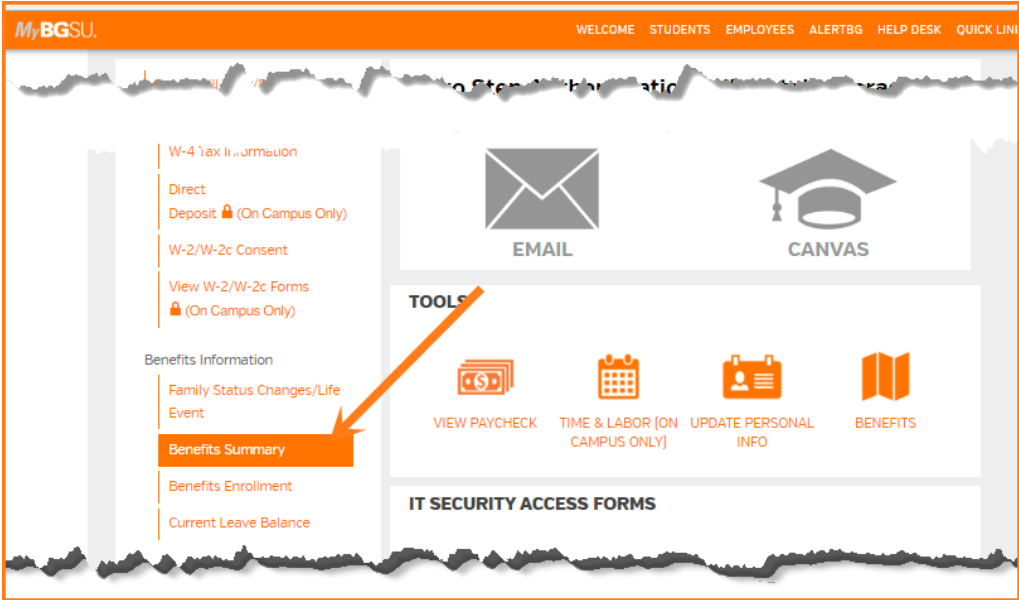 MyBGSU.
WELCOME STUDENTS EMPLOYEES ALERTBG HELP DESK QUICK
W-4 Tax Information
Direct
Deposit (On Campus Only)
W-2/W-2c Consent
View W-2/W-2c Forms
(On Campus Only)
Benefits Information
Family Status Changes/Life
Event
Benefits Summary
Benefits Enrollment
Current Leave Balance
EMAIL
CANVAS
TOOLS
VIEW PAYCHECK
TIME & LABOR (ON
CAMPUS ONLY)
UPDATE PERSONAL
INFO
BENEFITS
IT SECURITY ACCESS FORMS